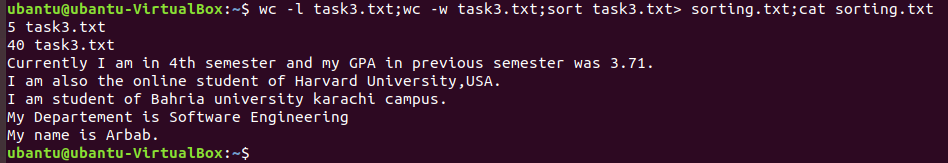 ubantu@ubantu-VirtualBox:~$ wc -l task3.txt;wc -w task3.txt;sort task3.txt> sorting.txt;cat sorting.txt
5 task3.txt
40 task3.txt
Currently I am in 4th semester and my GPA in previous semester was 3.71.
I am also the online student of Harvard University,USA.
I am student of Bahria university karachi campus.
My Departement is Software Engineering
My name is Arbab.
ubantu@ubantu-VirtualBox:~$